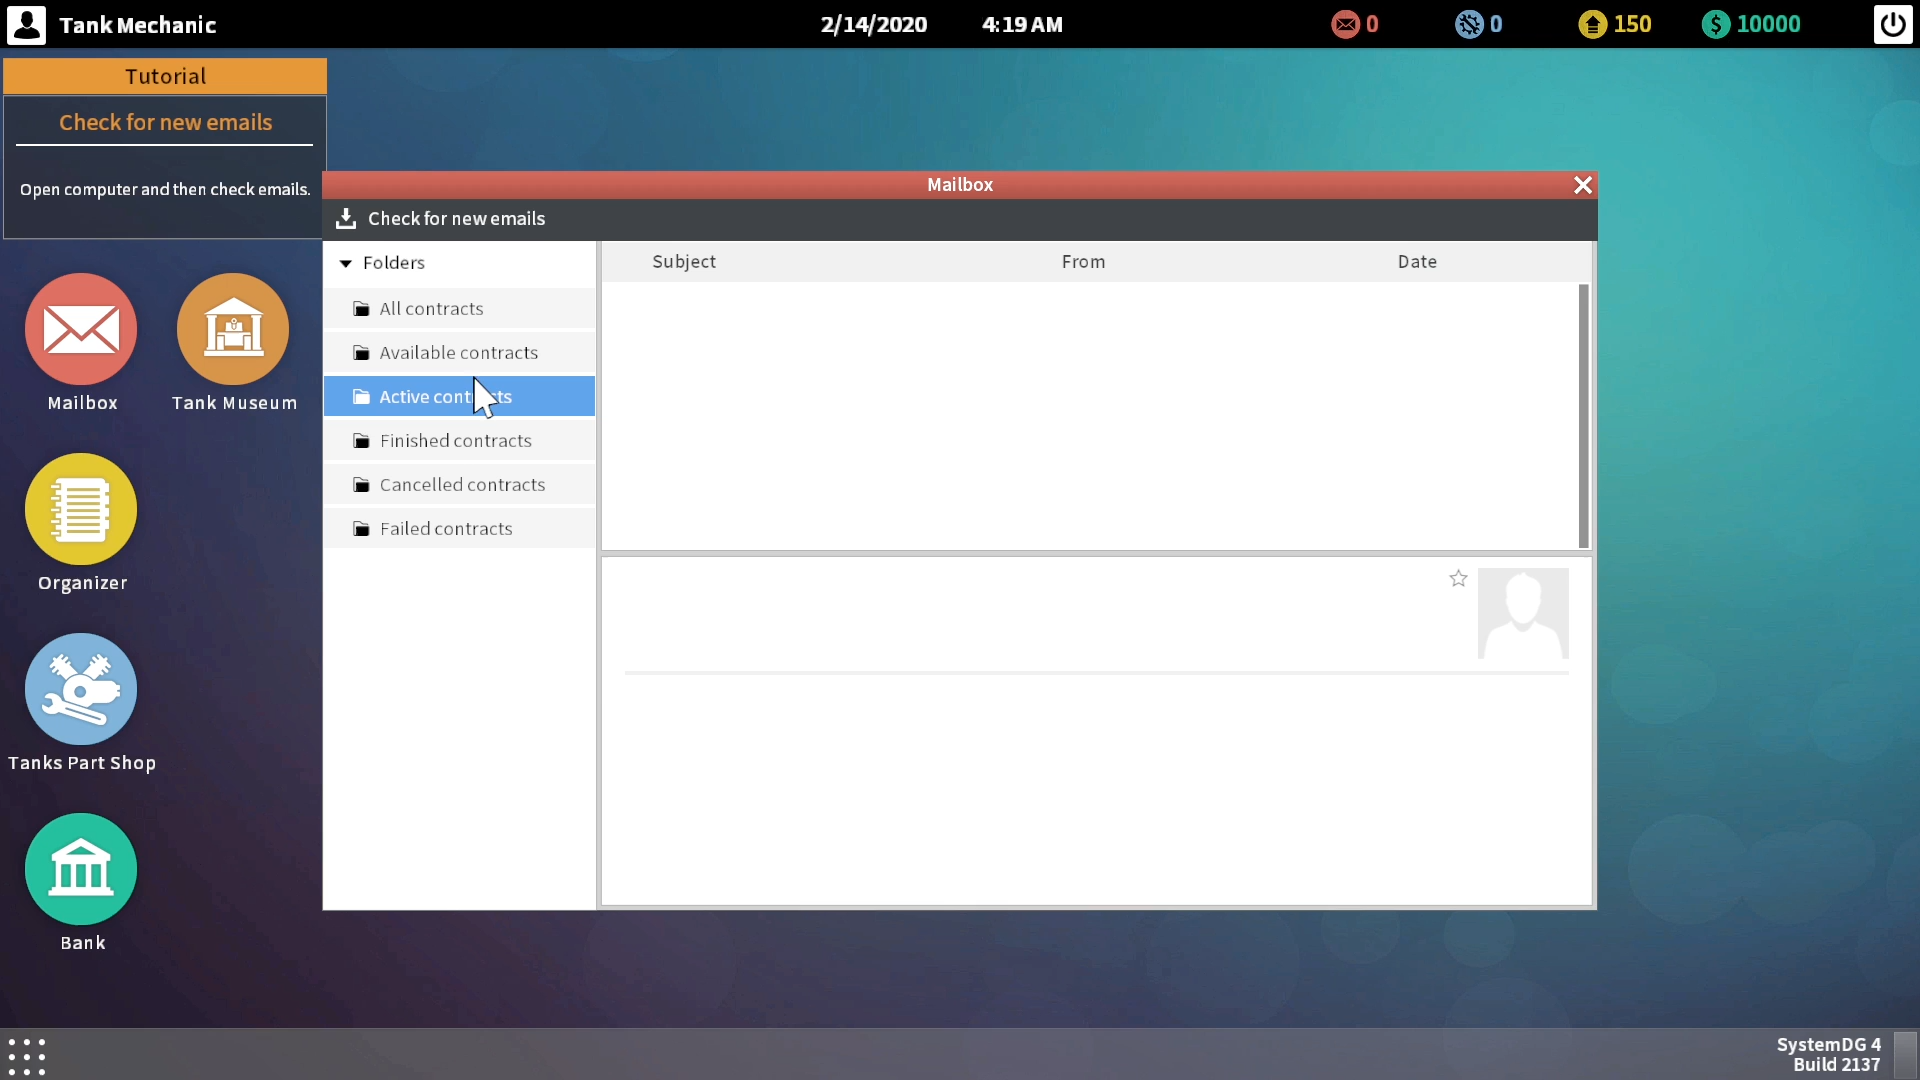 Tank Mechanic
2/14/2020
4:19 AM
0
0
150
10000
Tutorial
Check for new emails
Open computer and then check emails.
Mailbox
Check for new emails
Folders
All contracts
Available contracts
Active contracts
Finished contracts
Cancelled contracts
Failed contracts
Subject
From
Date
Mailbox
Tank Museum
Organizer
Tanks Part Shop
Bank
SystemDG 4
Build 2137